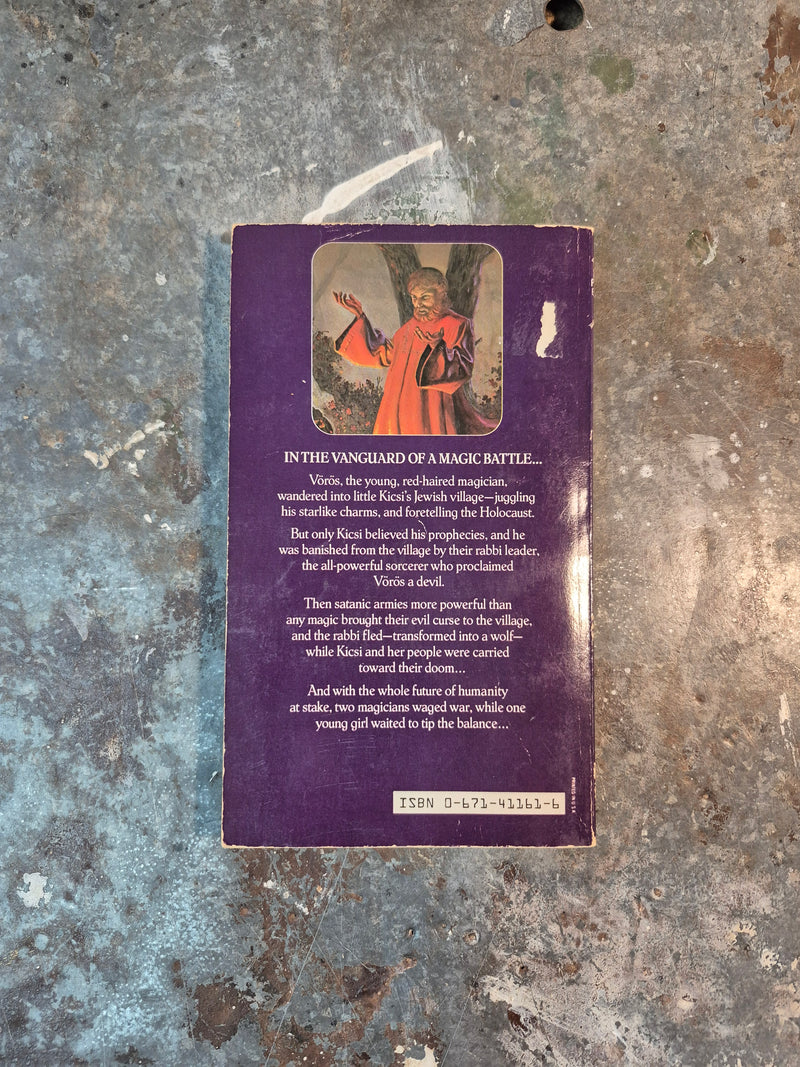 IN THE VANGUARD OF A MAGIC BATTLE...
Vörös, the young, red-haired magician,
wandered into little Kicsi's Jewish village—juggling
his starlike charms, and foretelling the Holocaust.
But only Kicsi believed his prophecies, and he
was banished from the village by their rabbi leader,
the all-powerful sorcerer who proclaimed
Vörös a devil.
Then satanic armies more powerful than
any magic brought their evil curse to the village,
and the rabbi fled—transformed into a wolf—
while Kicsi and her people were carried
toward their doom...
And with the whole future of humanity
at stake, two magicians waged war, while one
young girl waited to tip the balance...
ISBN 0-671-41161-6
PRINTED IN U.S.A.